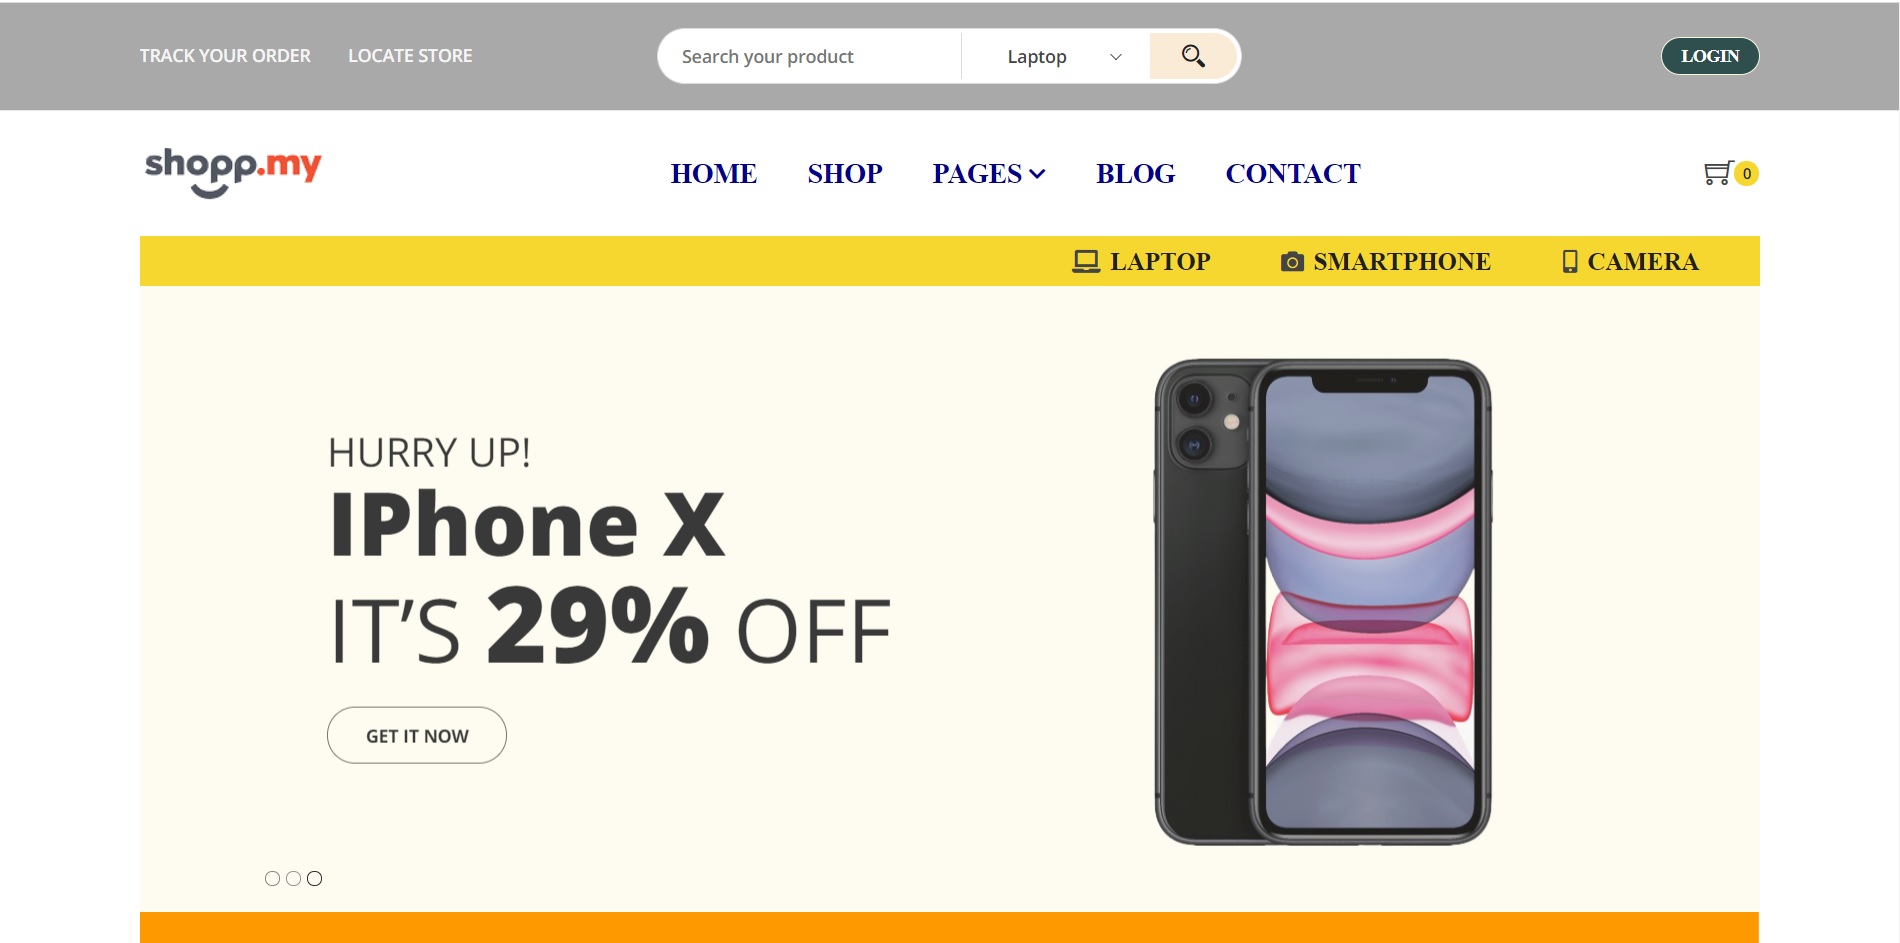 TRACK YOUR ORDER LOCATE STORE Search your product Laptop LOGIN
shopp.my HOME SHOP PAGES BLOG CONTACT 0
LAPTOP SMARTPHONE CAMERA
HURRY UP!
IPhone X
IT’S 29% OFF
GET IT NOW